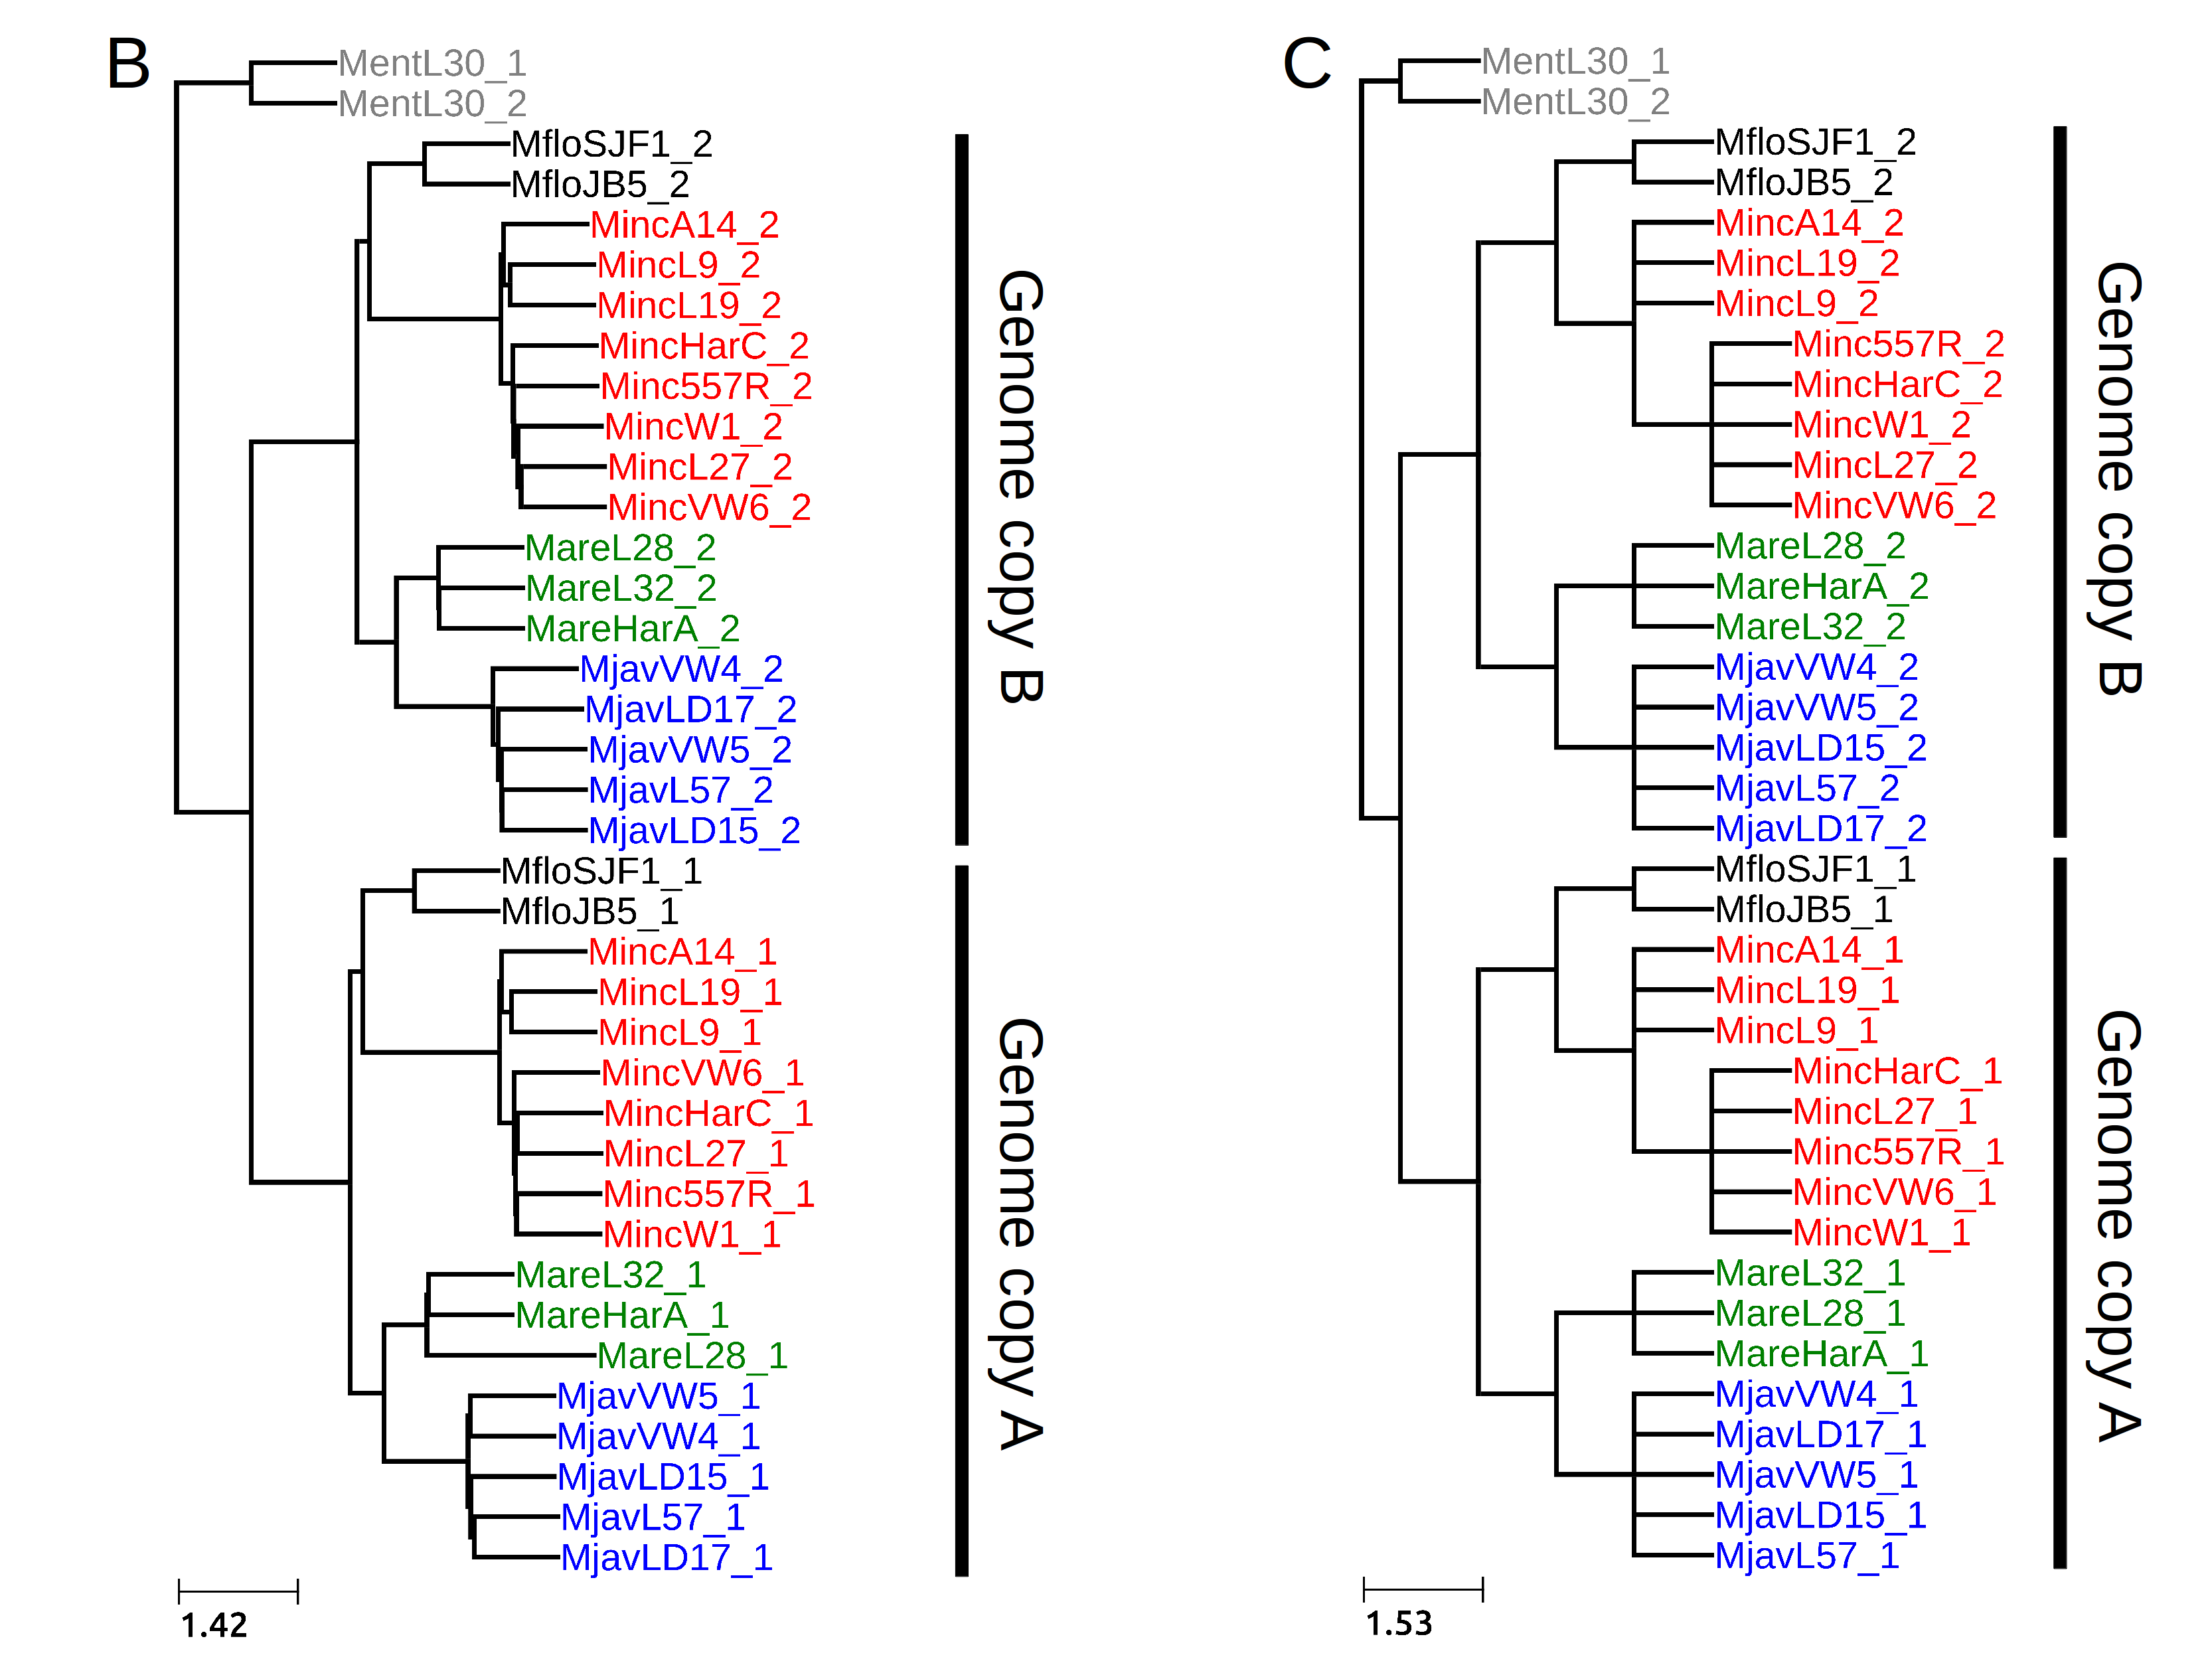 B
MentL30_1
MentL30_2
MfloSJF1_2
MfloJB5_2
MincA14_2
MincL9_2
MincL19_2
MincHarC_2
Minc557R_2
MincW1_2
MincL27_2
MincVW6_2
MareL28_2
MareL32_2
MareHarA_2
MjavVW4_2
MjavLD17_2
MjavVW5_2
MjavL57_2
MjavLD15_2
MfloSJF1_1
MfloJB5_1
MincA14_1
MincL19_1
MincL9_1
MincVW6_1
MincHarC_1
MincL27_1
Minc557R_1
MincW1_1
MareL32_1
MareHarA_1
MareL28_1
MjavVW5_1
MjavVW4_1
MjavLD15_1
MjavL57_1
MjavLD17_1
Genome copy B
Genome copy A
1.42
C
MentL30_1
MentL30_2
MfloSJF1_2
MfloJB5_2
MincA14_2
MincL19_2
MincL9_2
Minc557R_2
MincHarC_2
MincW1_2
MincL27_2
MincVW6_2
MareL28_2
MareHarA_2
MareL32_2
MjavVW4_2
MjavVW5_2
MjavLD15_2
MjavL57_2
MjavLD17_2
MfloSJF1_1
MfloJB5_1
MincA14_1
MincL19_1
MincL9_1
MincHarC_1
MincL27_1
Minc557R_1
MincVW6_1
MincW1_1
MareL32_1
MareL28_1
MareHarA_1
MjavVW4_1
MjavLD17_1
MjavVW5_1
MjavLD15_1
MjavL57_1
Genome copy B
Genome copy A
1.53